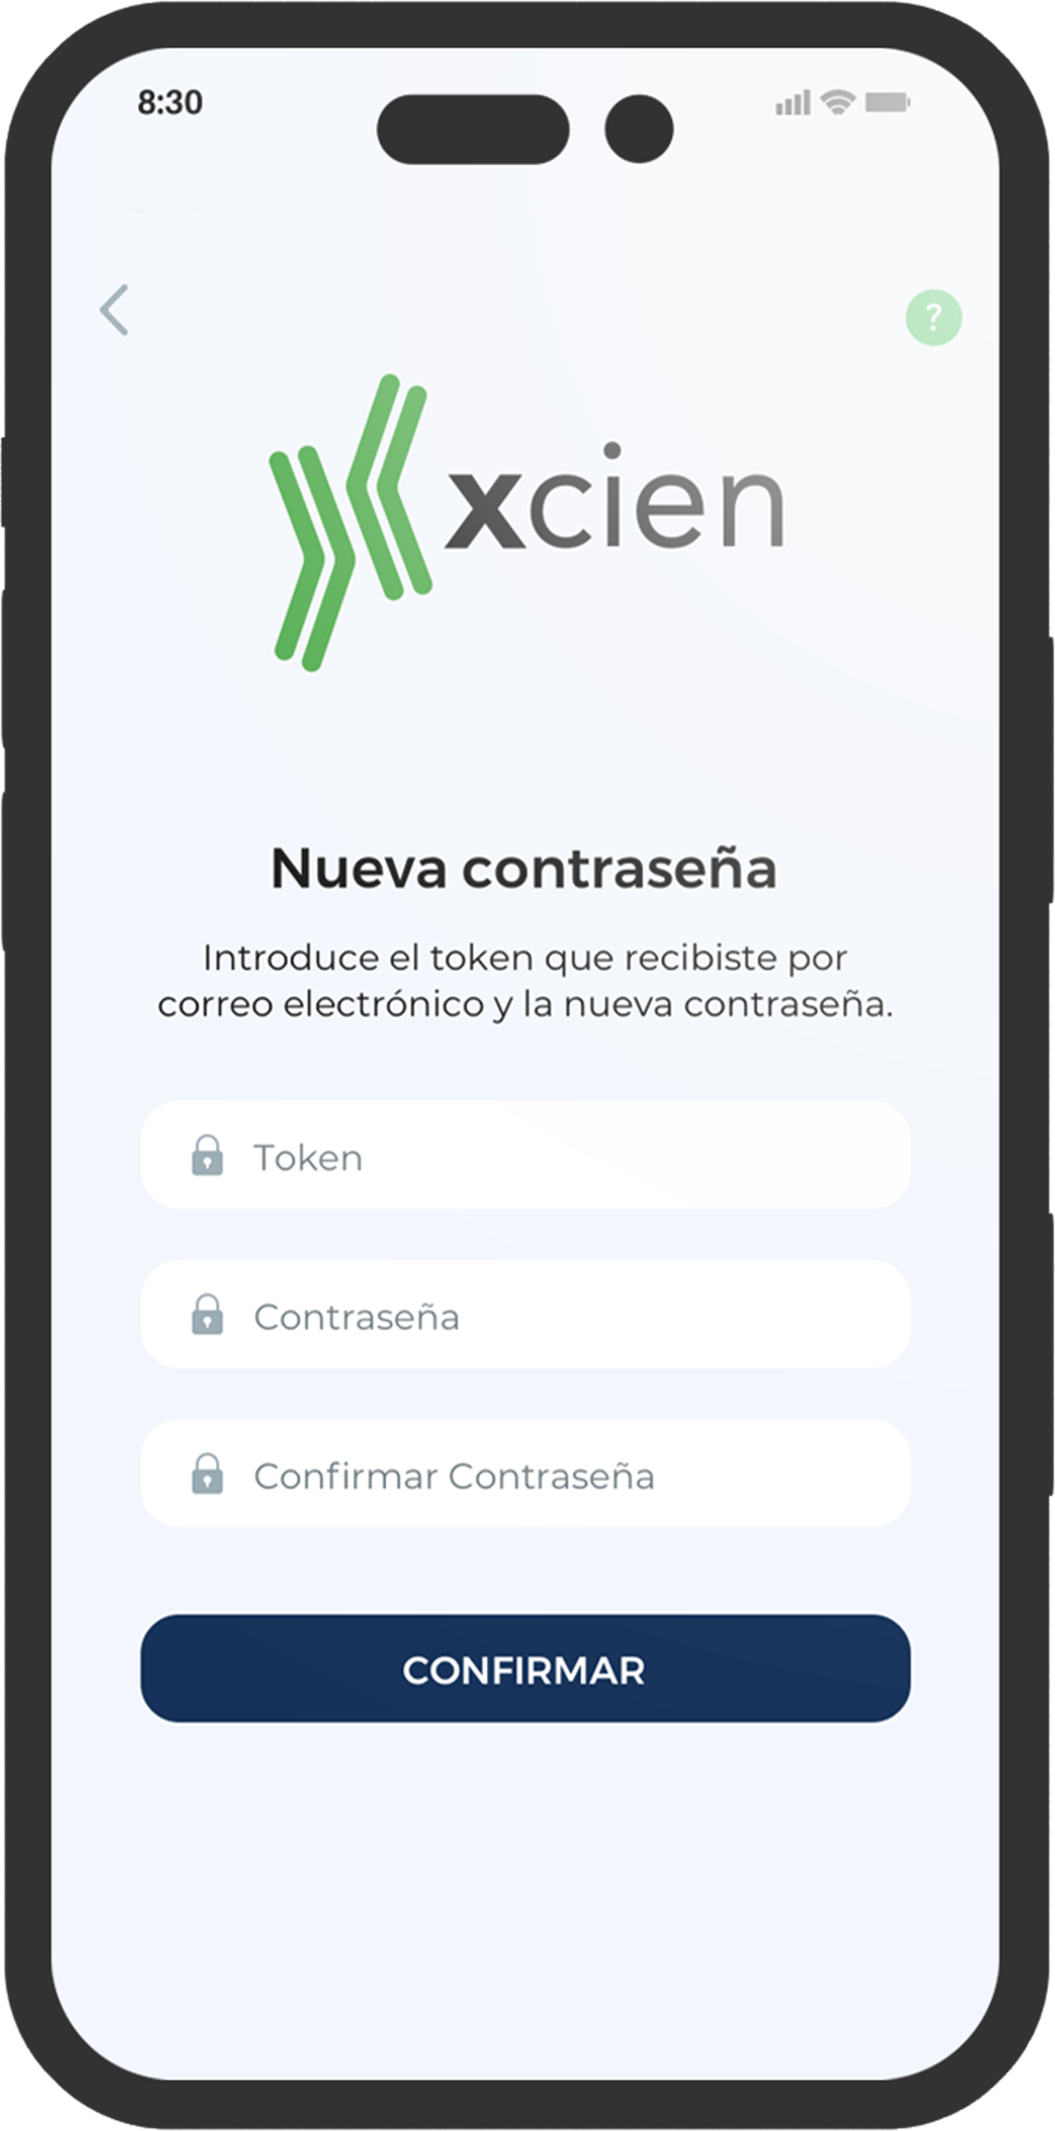 8:30
?
xcien
Nueva contraseña
Introduce el token que recibiste por
correo electrónico y la nueva contraseña.
Token
Contraseña
Confirmar Contraseña
CONFIRMAR